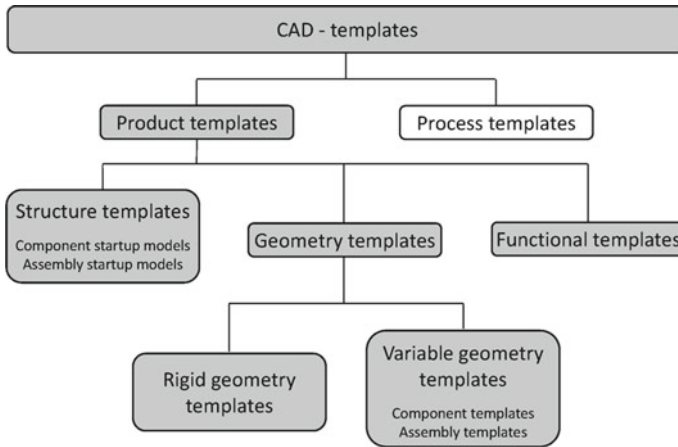 CAD - templates
Product templates
Process templates
Structure templates
Component startup models
Assembly startup models
Geometry templates
Functional templates
Rigid geometry
templates
Variable geometry
templates
Component templates
Assembly templates